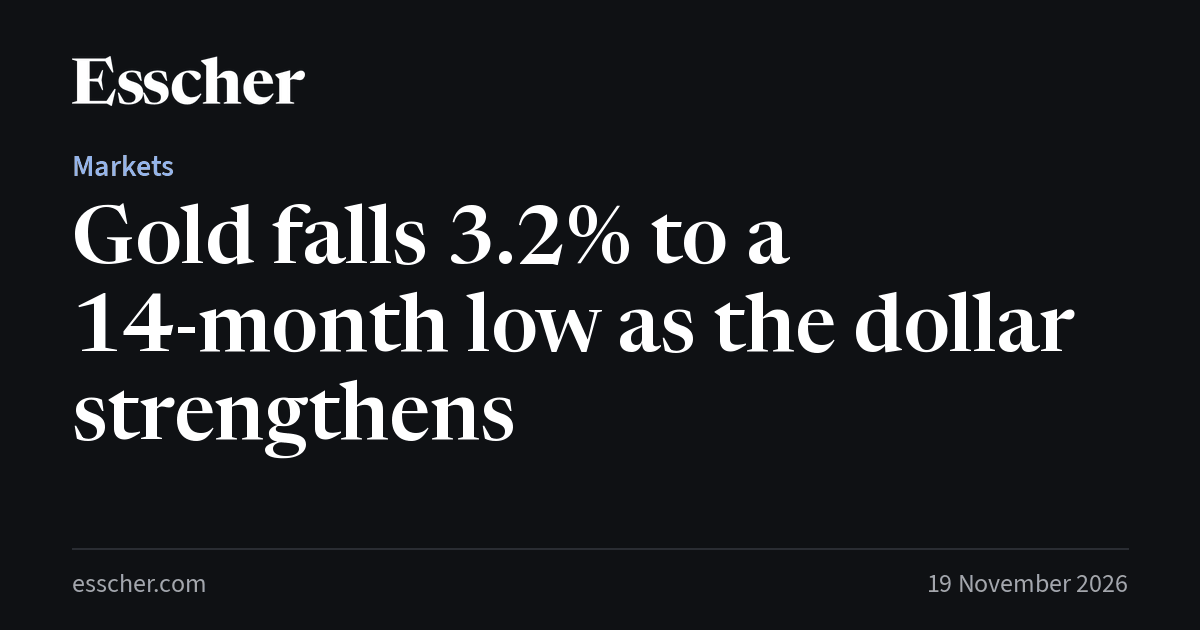 Esscher
Markets
Gold falls 3.2% to a
14-month low as the dollar
strengthens
esscher.com
19 November 2026